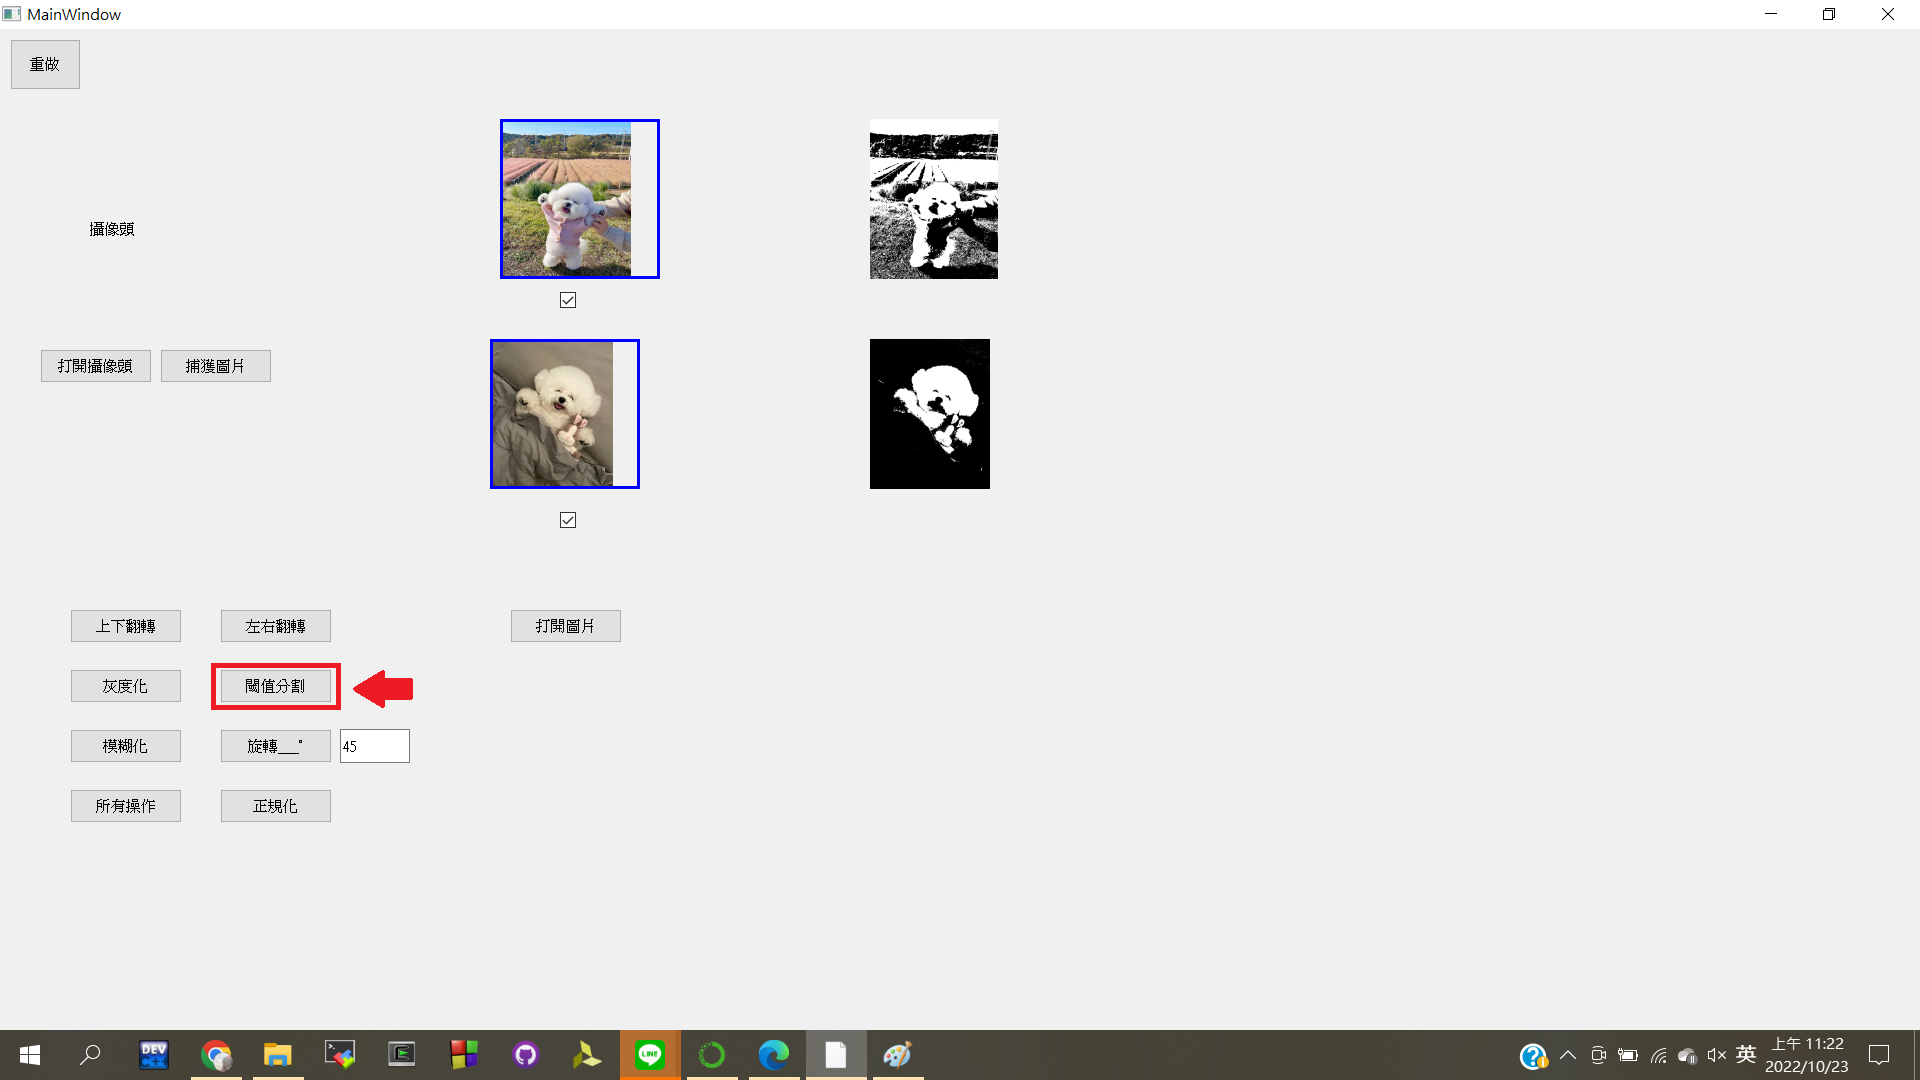 MainWindow
重做
攝像頭
打開攝像頭 捕獲圖片
上下翻轉 左右翻轉 打開圖片
灰度化 閾值分割
模糊化 旋轉___° 45
所有操作 正規化
DEV
C++
LINE
英
上午 11:22
2022/10/23